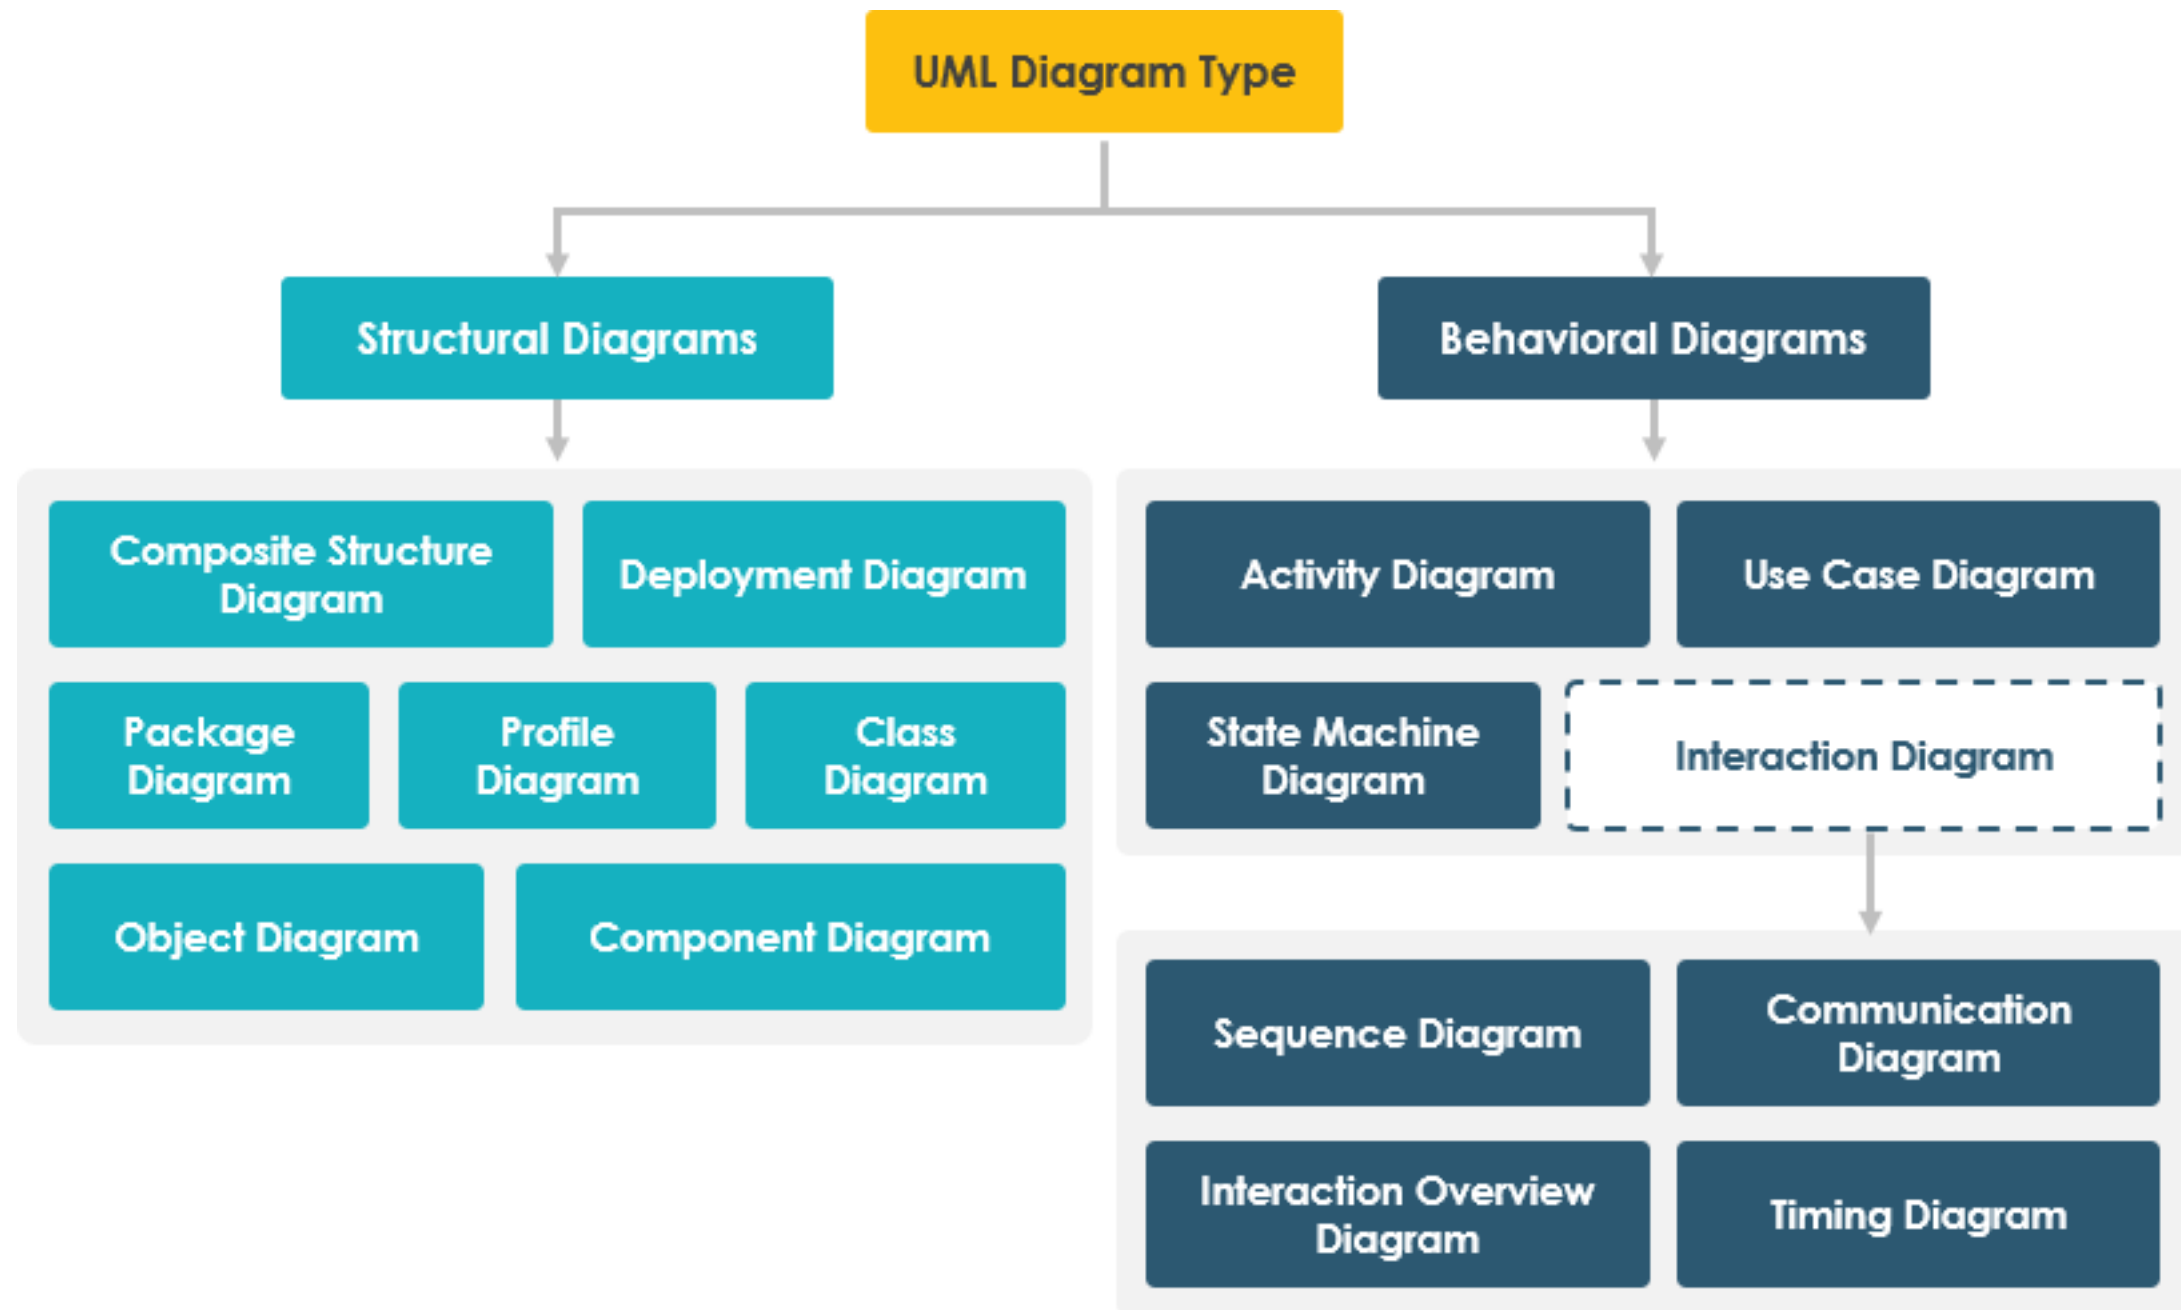 UML Diagram Type
Structural Diagrams
Behavioral Diagrams
Composite Structure
Diagram
Deployment Diagram
Package
Diagram
Profile
Diagram
Class
Diagram
Object Diagram
Component Diagram
Activity Diagram
Use Case Diagram
State Machine
Diagram
Interaction Diagram
Sequence Diagram
Communication
Diagram
Interaction Overview
Diagram
Timing Diagram